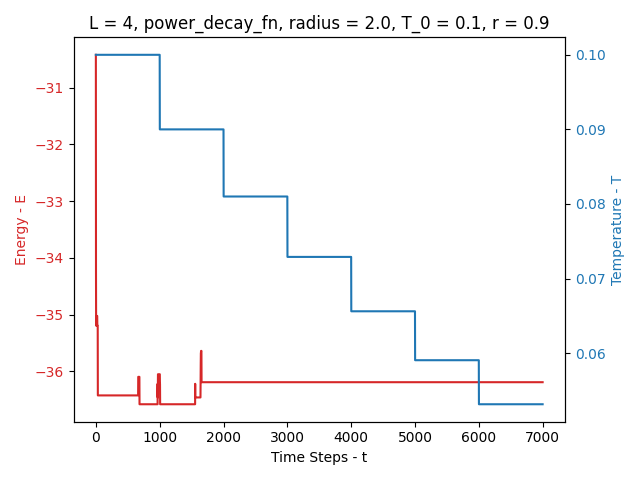 L = 4, power_decay_fn, radius = 2.0, T_0 = 0.1, r = 0.9
−31
−32
−33
−34
−35
−36
Energy - E
0.10
0.09
0.08
0.07
0.06
Temperature - T
0 1000 2000 3000 4000 5000 6000 7000
Time Steps - t